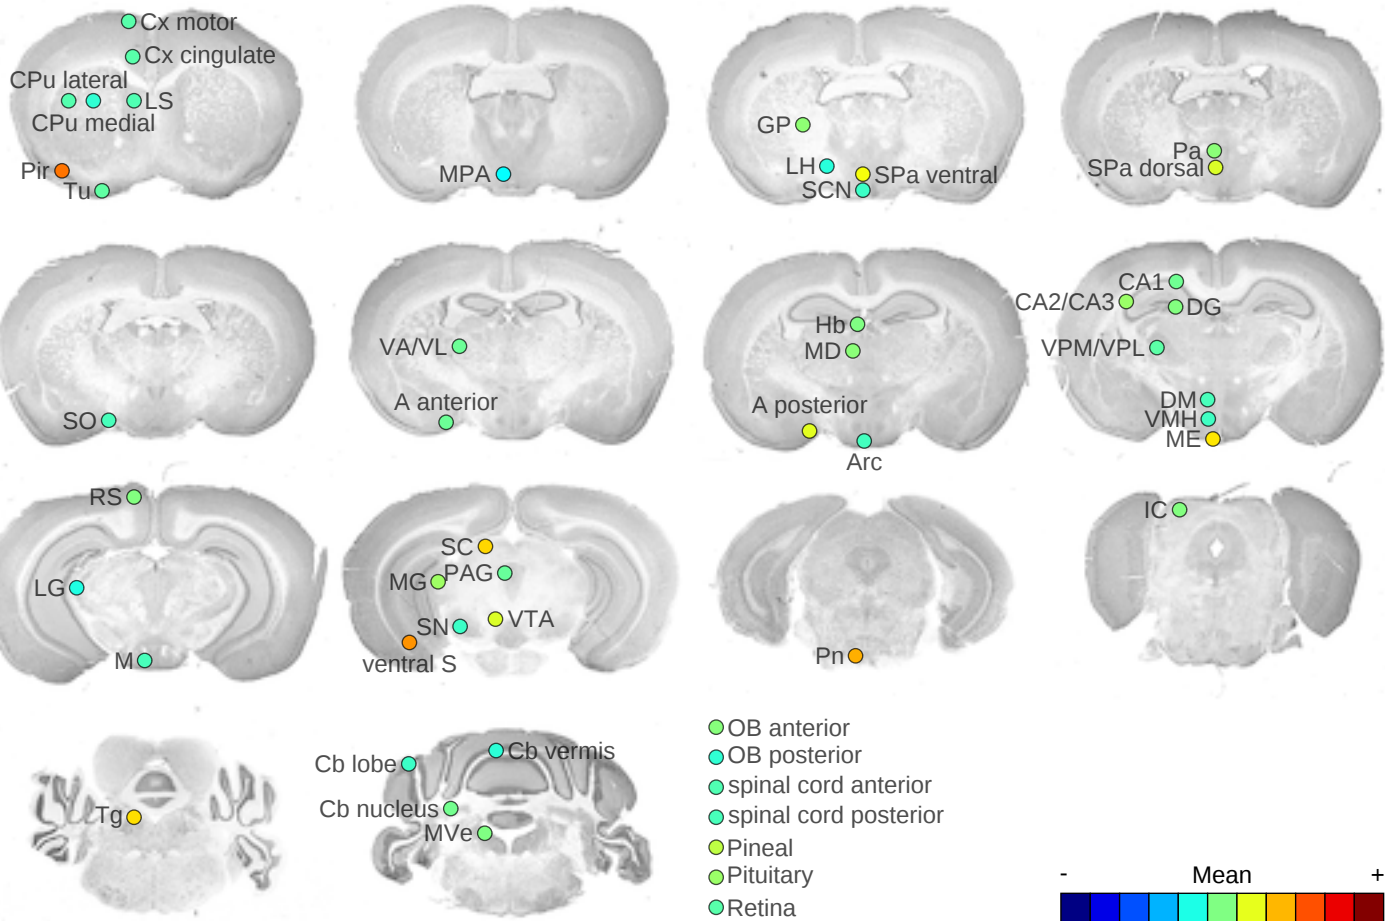 Cx motor
Cx cingulate
CPu lateral
LS
CPu medial
Pir
Tu
MPA
GP
LH
SPa ventral
SCN
Pa
SPa dorsal
SO
VA/VL
A anterior
Hb
MD
A posterior
Arc
CA1
CA2/CA3
DG
VPM/VPL
DM
VMH
ME
RS
LG
M
SC
PAG
MG
VTA
SN
ventral S
Pn
IC
Tg
Cb vermis
Cb lobe
Cb nucleus
MVe
OB anterior
OB posterior
spinal cord anterior
spinal cord posterior
Pineal
Pituitary
Retina
- Mean +